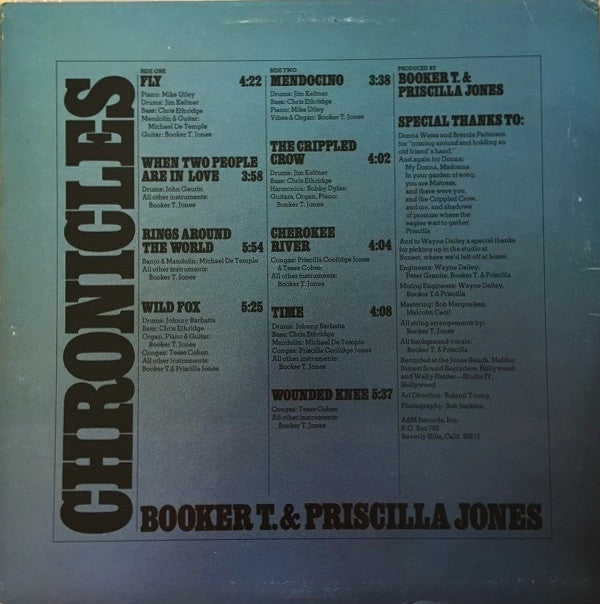 CHRONICLES
SIDE ONE
FLY 4:22
Piano: Mike Utley
Drums: Jim Keltner
Bass: Chris Ethridge
Mandolin & Guitar:
Michael De Temple
Guitar: Booker T. Jones
WHEN TWO PEOPLE
ARE IN LOVE 3:58
Drums: John Gaurin
All other instruments:
Booker T. Jones
RINGS AROUND
THE WORLD 5:54
Banjo & Mandolin: Michael De Temple
All other instruments:
Booker T. Jones
WILD FOX 5:25
Drums: Johnny Barbatta
Bass: Chris Ethridge
Organ, Piano & Guitar:
Booker T. Jones
Congas: Tesse Cohen
All other instruments:
Booker T. & Priscilla Jones
SIDE TWO
MENDOCINO 3:38
Drums: Jim Keltner
Bass: Chris Ethridge
Piano: Mike Utley
Vibes & Organ: Booker T. Jones
THE CRIPPLED
CROW 4:02
Drums: Jim Keltner
Bass: Chris Ethridge
Harmonica: Bobby Dylan
Guitars, Organ, Piano:
Booker T. Jones
CHEROKEE
RIVER 4:04
Congas: Priscilla Coolidge Jones
& Tesse Cohen
All other instruments:
Booker T. Jones
TIME 4:08
Drums: Johnny Barbatta
Bass: Chris Ethridge
Mandolin: Michael De Temple
Congas: Priscilla Coolidge Jones
All other instruments:
Booker T. Jones
WOUNDED KNEE 5:37
Congas: Tesse Cohen
All other instruments:
Booker T. Jones
PRODUCED BY
BOOKER T. &
PRISCILLA JONES
SPECIAL THANKS TO:
Donna Weiss and Brenda Patterson
for "coming around and holding an
old friend's hand."
And again for Donna:
My Donna, Madonna
In your garden of song,
you are Mistress,
and there were you,
and the Crippled Crow,
and me, and shadows
of promise where the
eagles wait to gather.
Priscilla
And to Wayne Dailey a special thanks
for parking up in the studio at
Sunset, where we'd left off at home.
Engineers: Wayne Dailey,
Peter Granite, Booker T. & Priscilla
Mixing Engineers: Wayne Dailey,
Booker T. & Priscilla
Mastering: Bob Margouleas,
Malcolm Cecil
All string arrangements by:
Booker T. Jones
All background vocals:
Booker T. & Priscilla
Recorded at the Jones Ranch, Malibu;
Sunset Sound Recorders, Hollywood;
and Wally Heider—Studio IV,
Hollywood
Art Direction: Roland Young
Photography: Bob Jenkins
A&M Records, Inc.
P.O. Box 782
Beverly Hills, Calif. 90213
BOOKER T. & PRISCILLA JONES